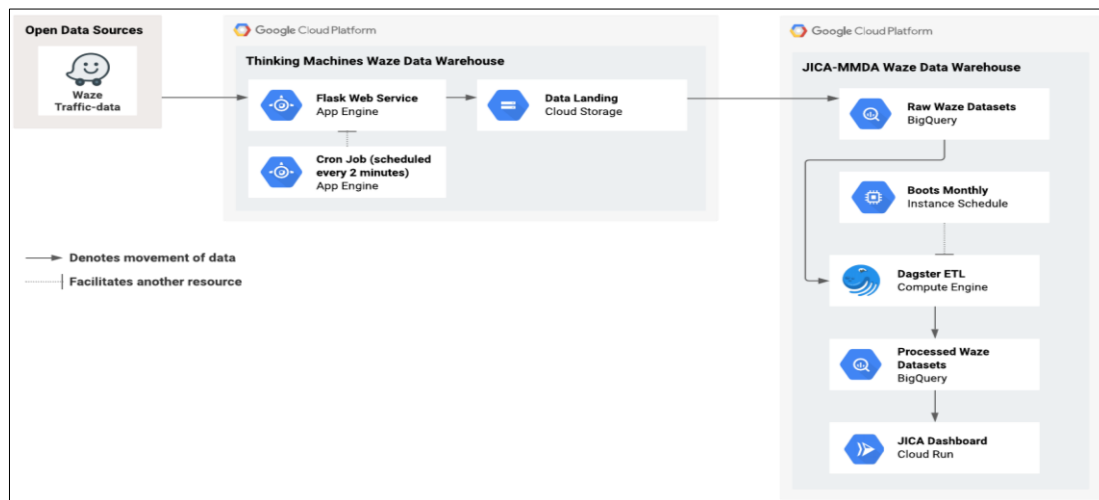 Open Data Sources
Waze
Traffic-data
Google Cloud Platform
Thinking Machines Waze Data Warehouse
Flask Web Service
App Engine
Data Landing
Cloud Storage
Cron Job (scheduled
every 2 minutes)
App Engine
Denotes movement of data
Facilitates another resource
Google Cloud Platform
JICA-MMDA Waze Data Warehouse
Raw Waze Datasets
BigQuery
Boots Monthly
Instance Schedule
Dagster ETL
Compute Engine
Processed Waze
Datasets
BigQuery
JICA Dashboard
Cloud Run